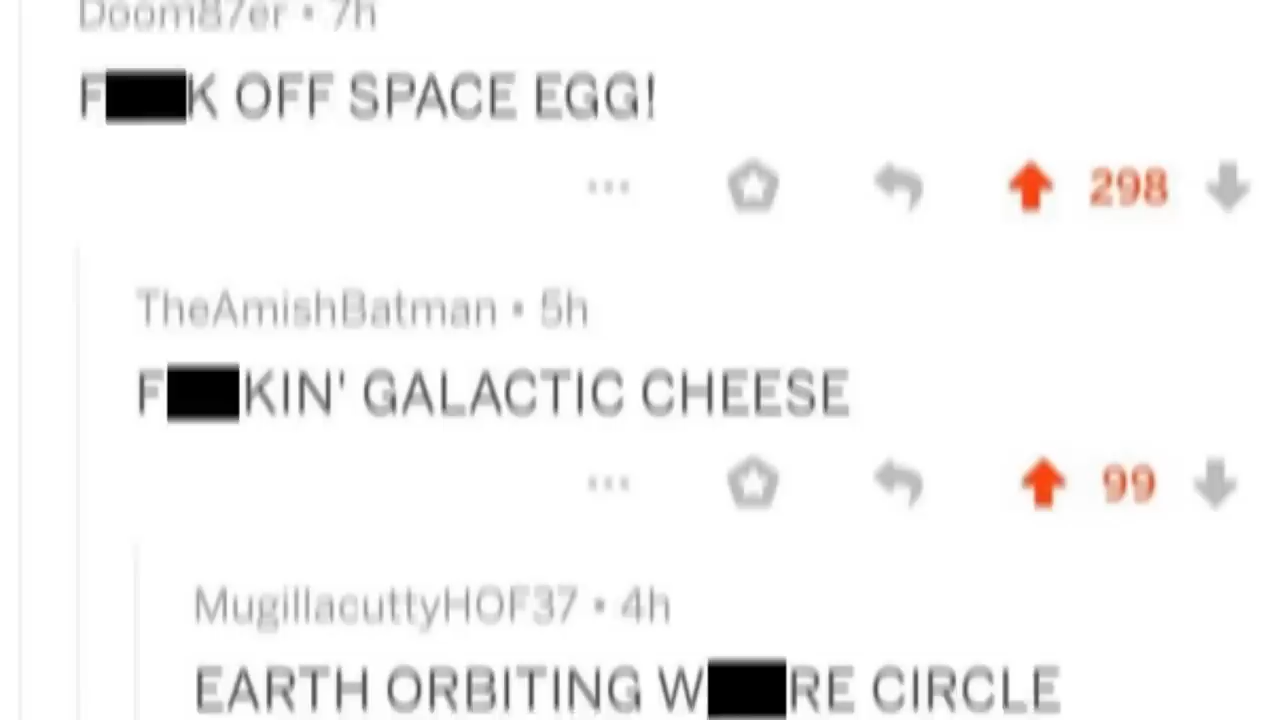 Doom87er • 7h
F K OFF SPACE EGG!
298
TheAmishBatman • 5h
F KIN' GALACTIC CHEESE
99
MugillacuttyHOF37 • 4h
EARTH ORBITING W RE CIRCLE